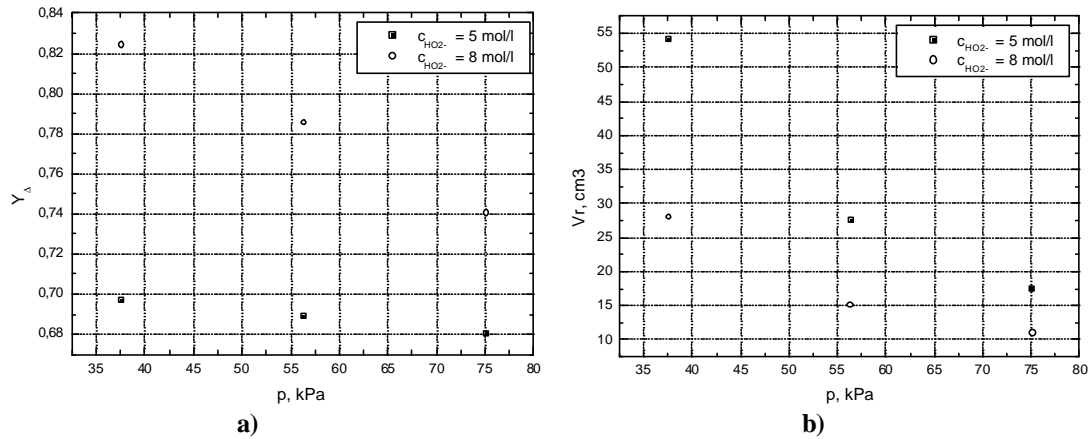 0,84
0,82
0,80
0,78
0,76
0,74
0,72
0,70
0,68
Y_Δ
c_HO2- = 5 mol/l
c_HO2- = 8 mol/l
35 40 45 50 55 60 65 70 75 80
p, kPa
a)
55
50
45
40
35
30
25
20
15
10
Vr, cm3
c_HO2- = 5 mol/l
c_HO2- = 8 mol/l
35 40 45 50 55 60 65 70 75 80
p, kPa
b)